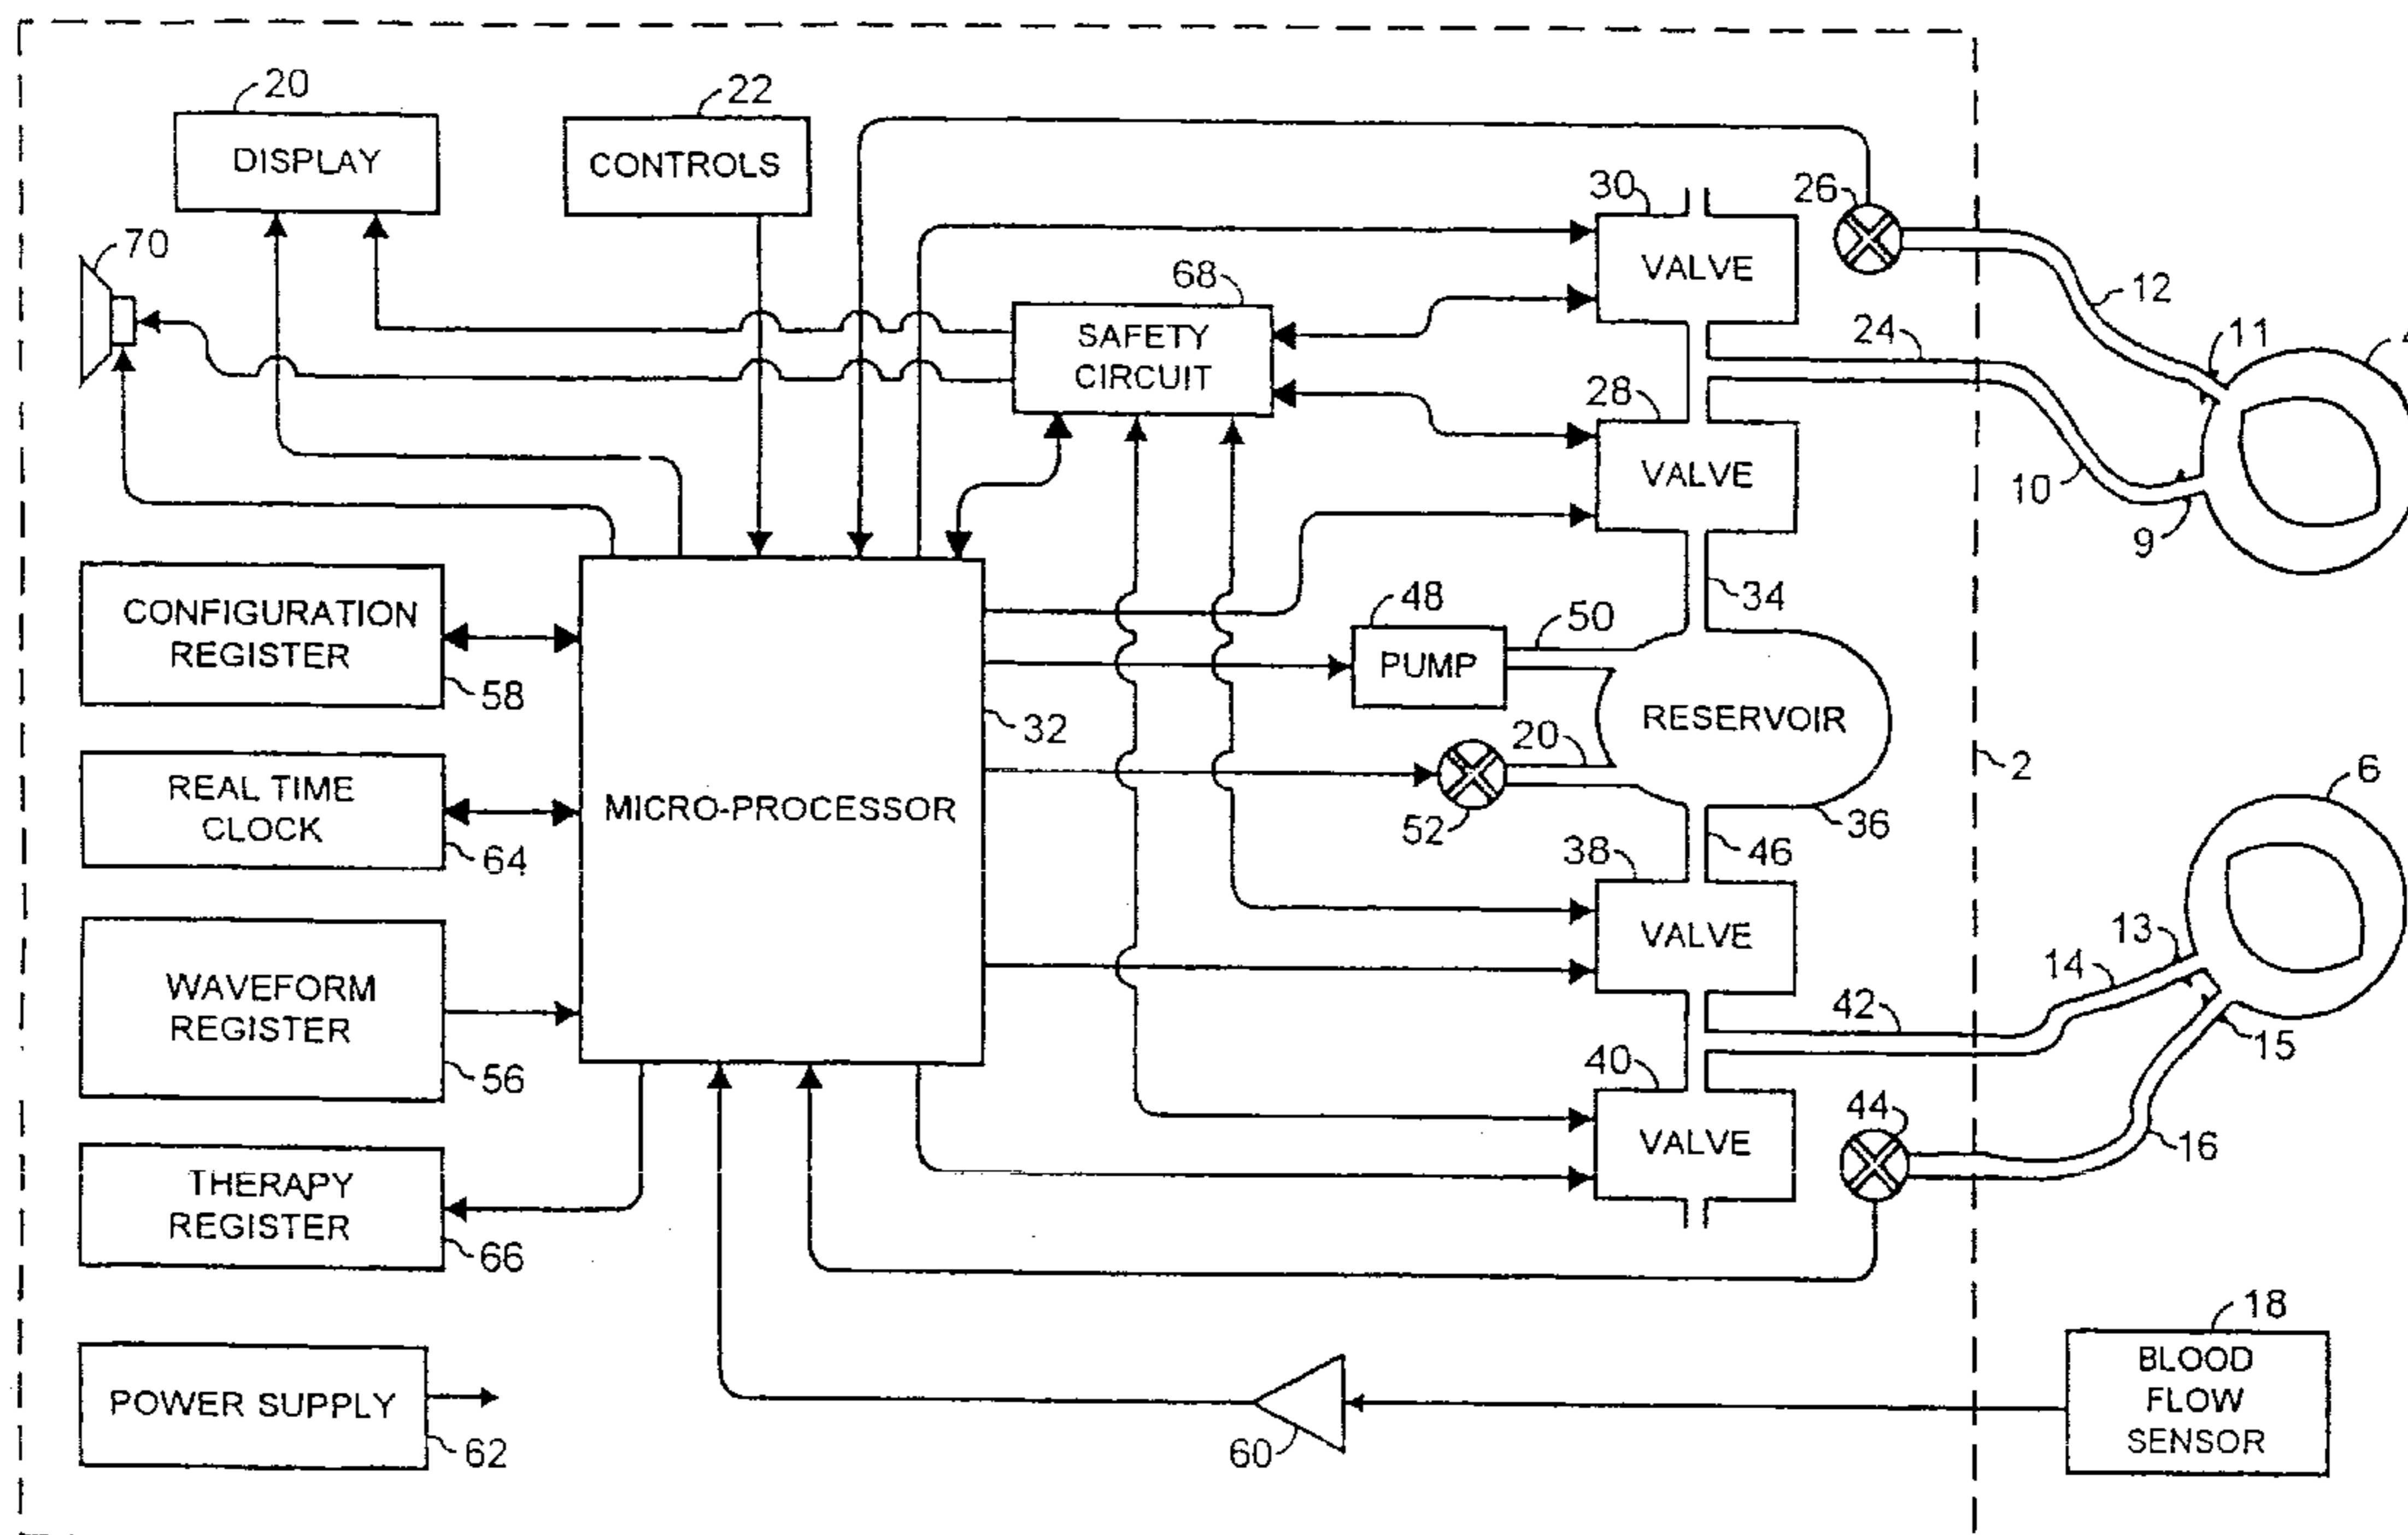 20
22
DISPLAY
CONTROLS
30
26
VALVE
70
68
12
SAFETY
CIRCUIT
24
11
4
28
VALVE
10
9
CONFIGURATION
REGISTER
58
48
50
34
PUMP
RESERVOIR
32
20
2
REAL TIME
CLOCK
64
MICRO-PROCESSOR
52
36
6
38
46
VALVE
WAVEFORM
REGISTER
56
13
14
42
15
40
44
VALVE
16
THERAPY
REGISTER
66
18
BLOOD
FLOW
SENSOR
POWER SUPPLY
62
60